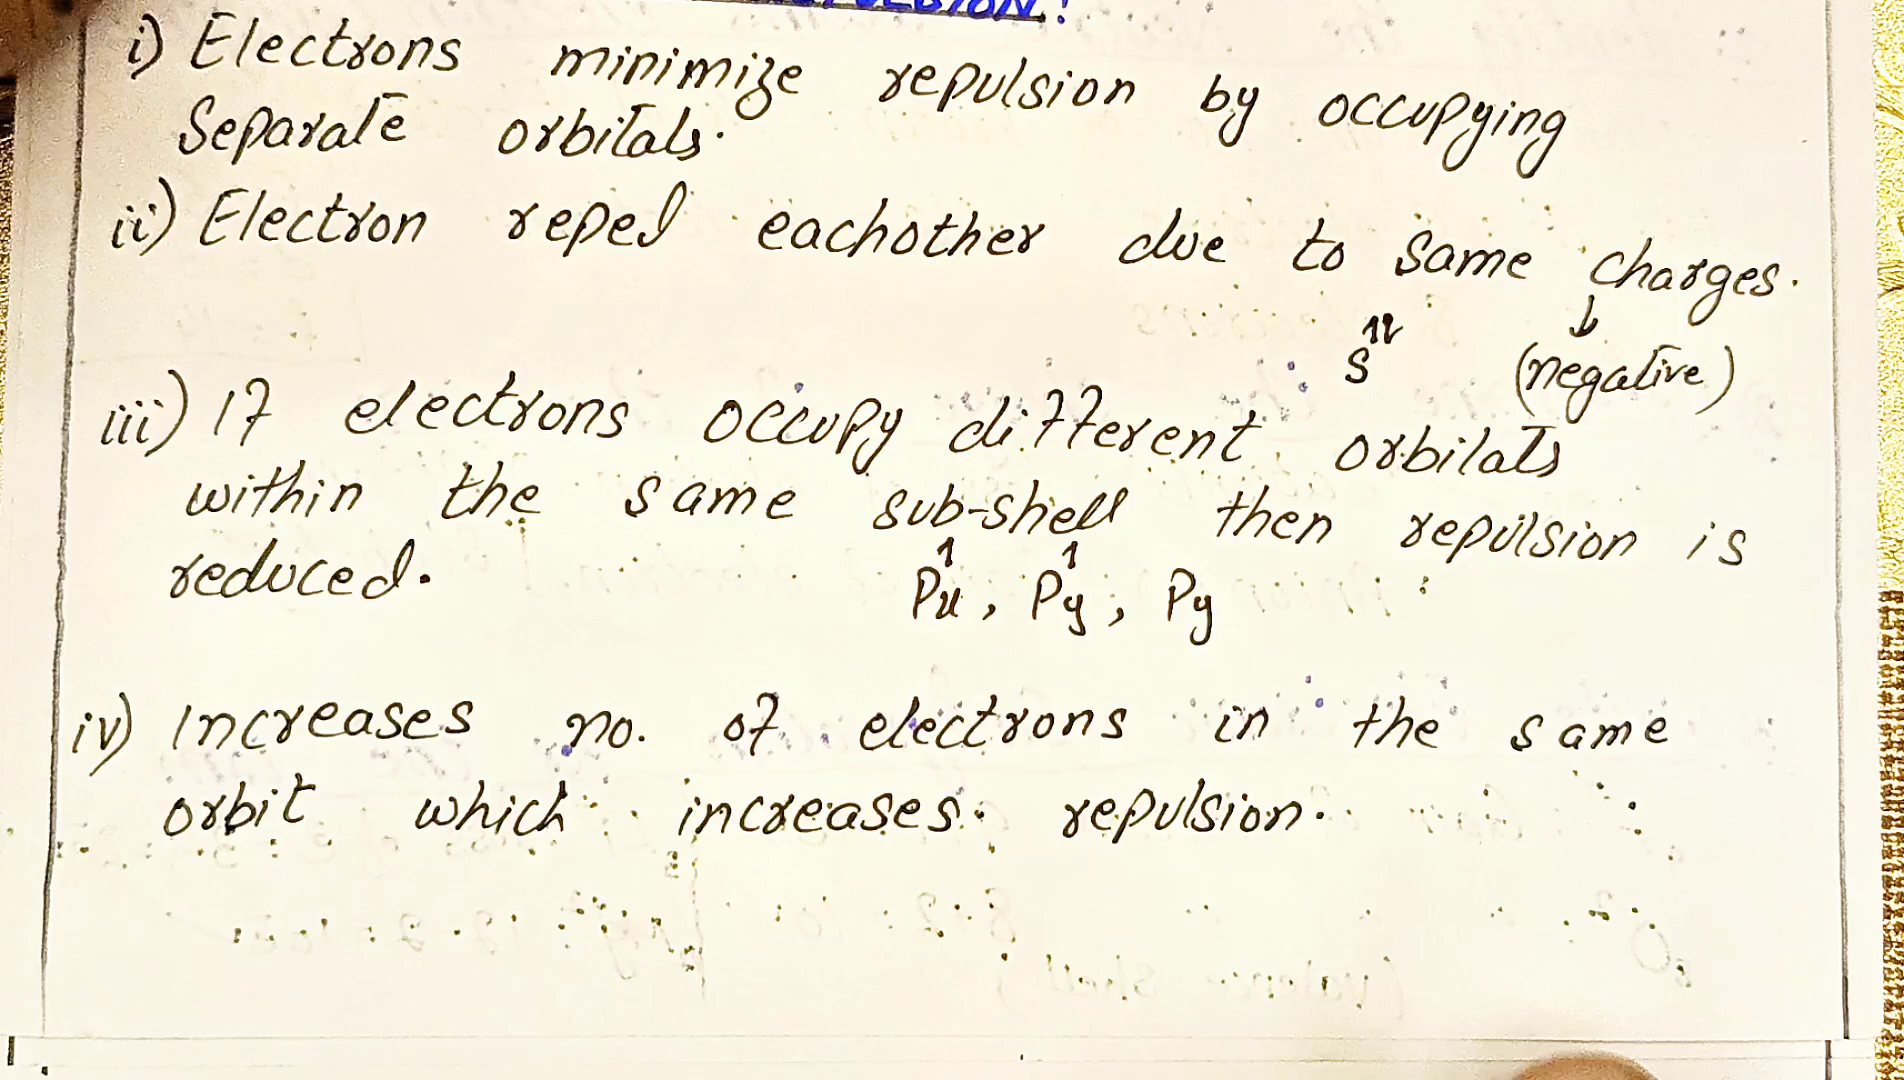 i) Electrons minimize repulsion by occupying
Separate orbitals.
ii) Electron repel eachother due to same charges.
↓
(negative)
S↑↓
iii) If electrons occupy different orbitals
within the same sub-shell then repulsion is
reduced.
↑ ↑
Px, Py, Py
iv) Increases no. of electrons in the same
orbit which increases repulsion.